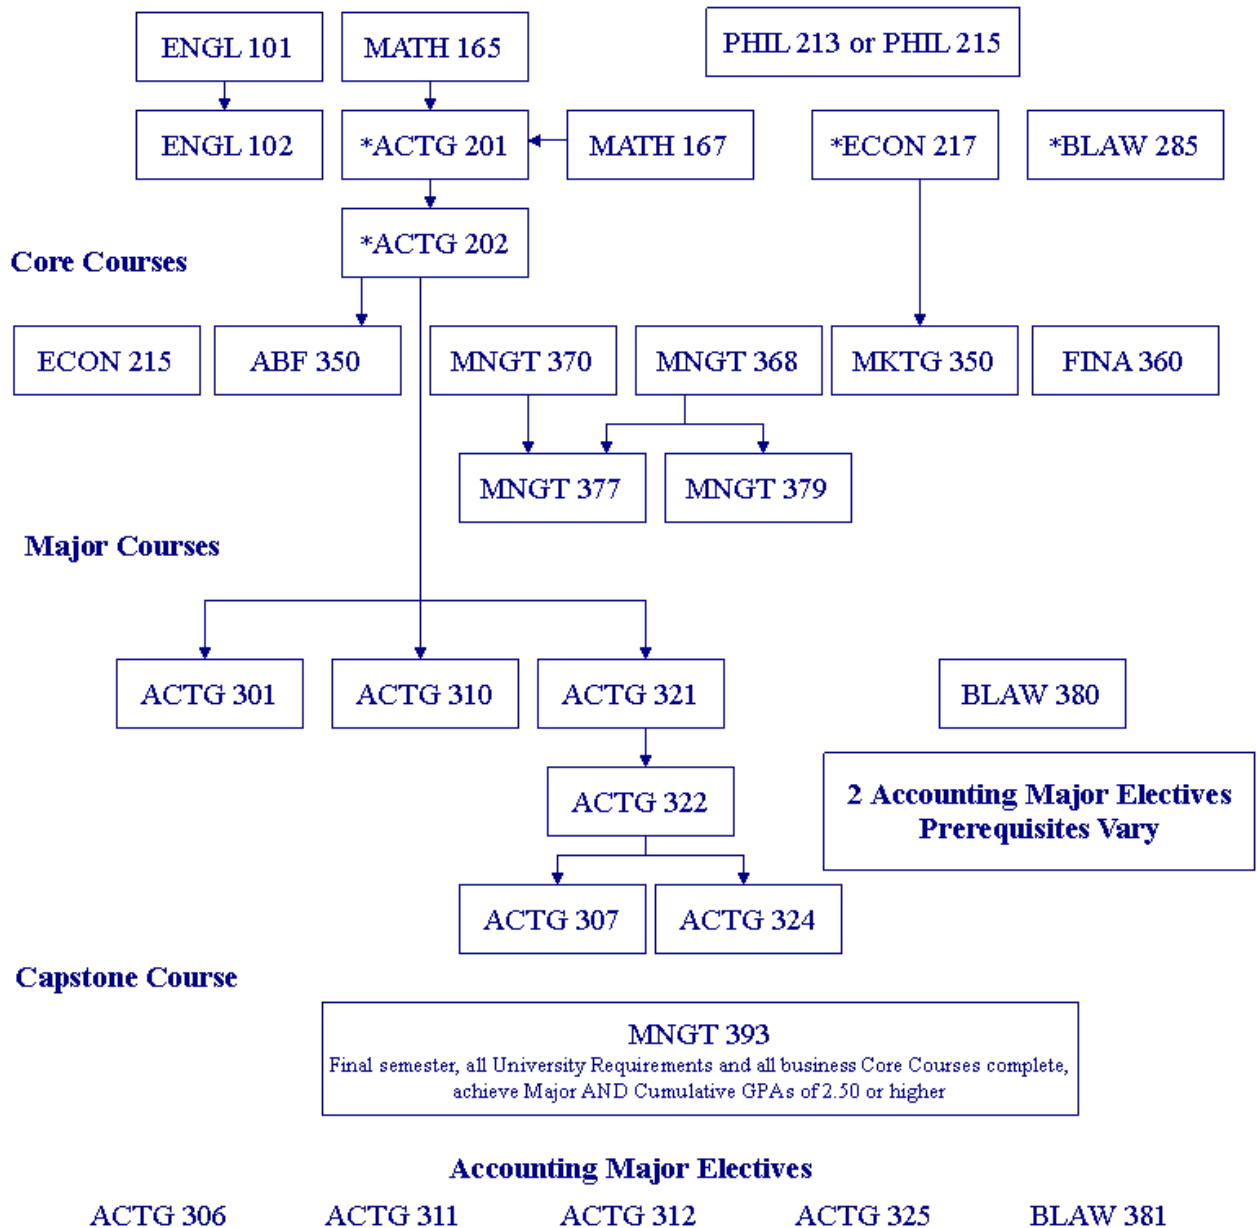 ENGL 101
MATH 165
PHIL 213 or PHIL 215
ENGL 102
*ACTG 201
MATH 167
*ECON 217
*BLAW 285
*ACTG 202
Core Courses
ECON 215
ABF 350
MNGT 370
MNGT 368
MKTG 350
FINA 360
MNGT 377
MNGT 379
Major Courses
ACTG 301
ACTG 310
ACTG 321
BLAW 380
ACTG 322
2 Accounting Major Electives
Prerequisites Vary
ACTG 307
ACTG 324
Capstone Course
MNGT 393
Final semester, all University Requirements and all business Core Courses complete,
achieve Major AND Cumulative GPAs of 2.50 or higher
Accounting Major Electives
ACTG 306
ACTG 311
ACTG 312
ACTG 325
BLAW 381